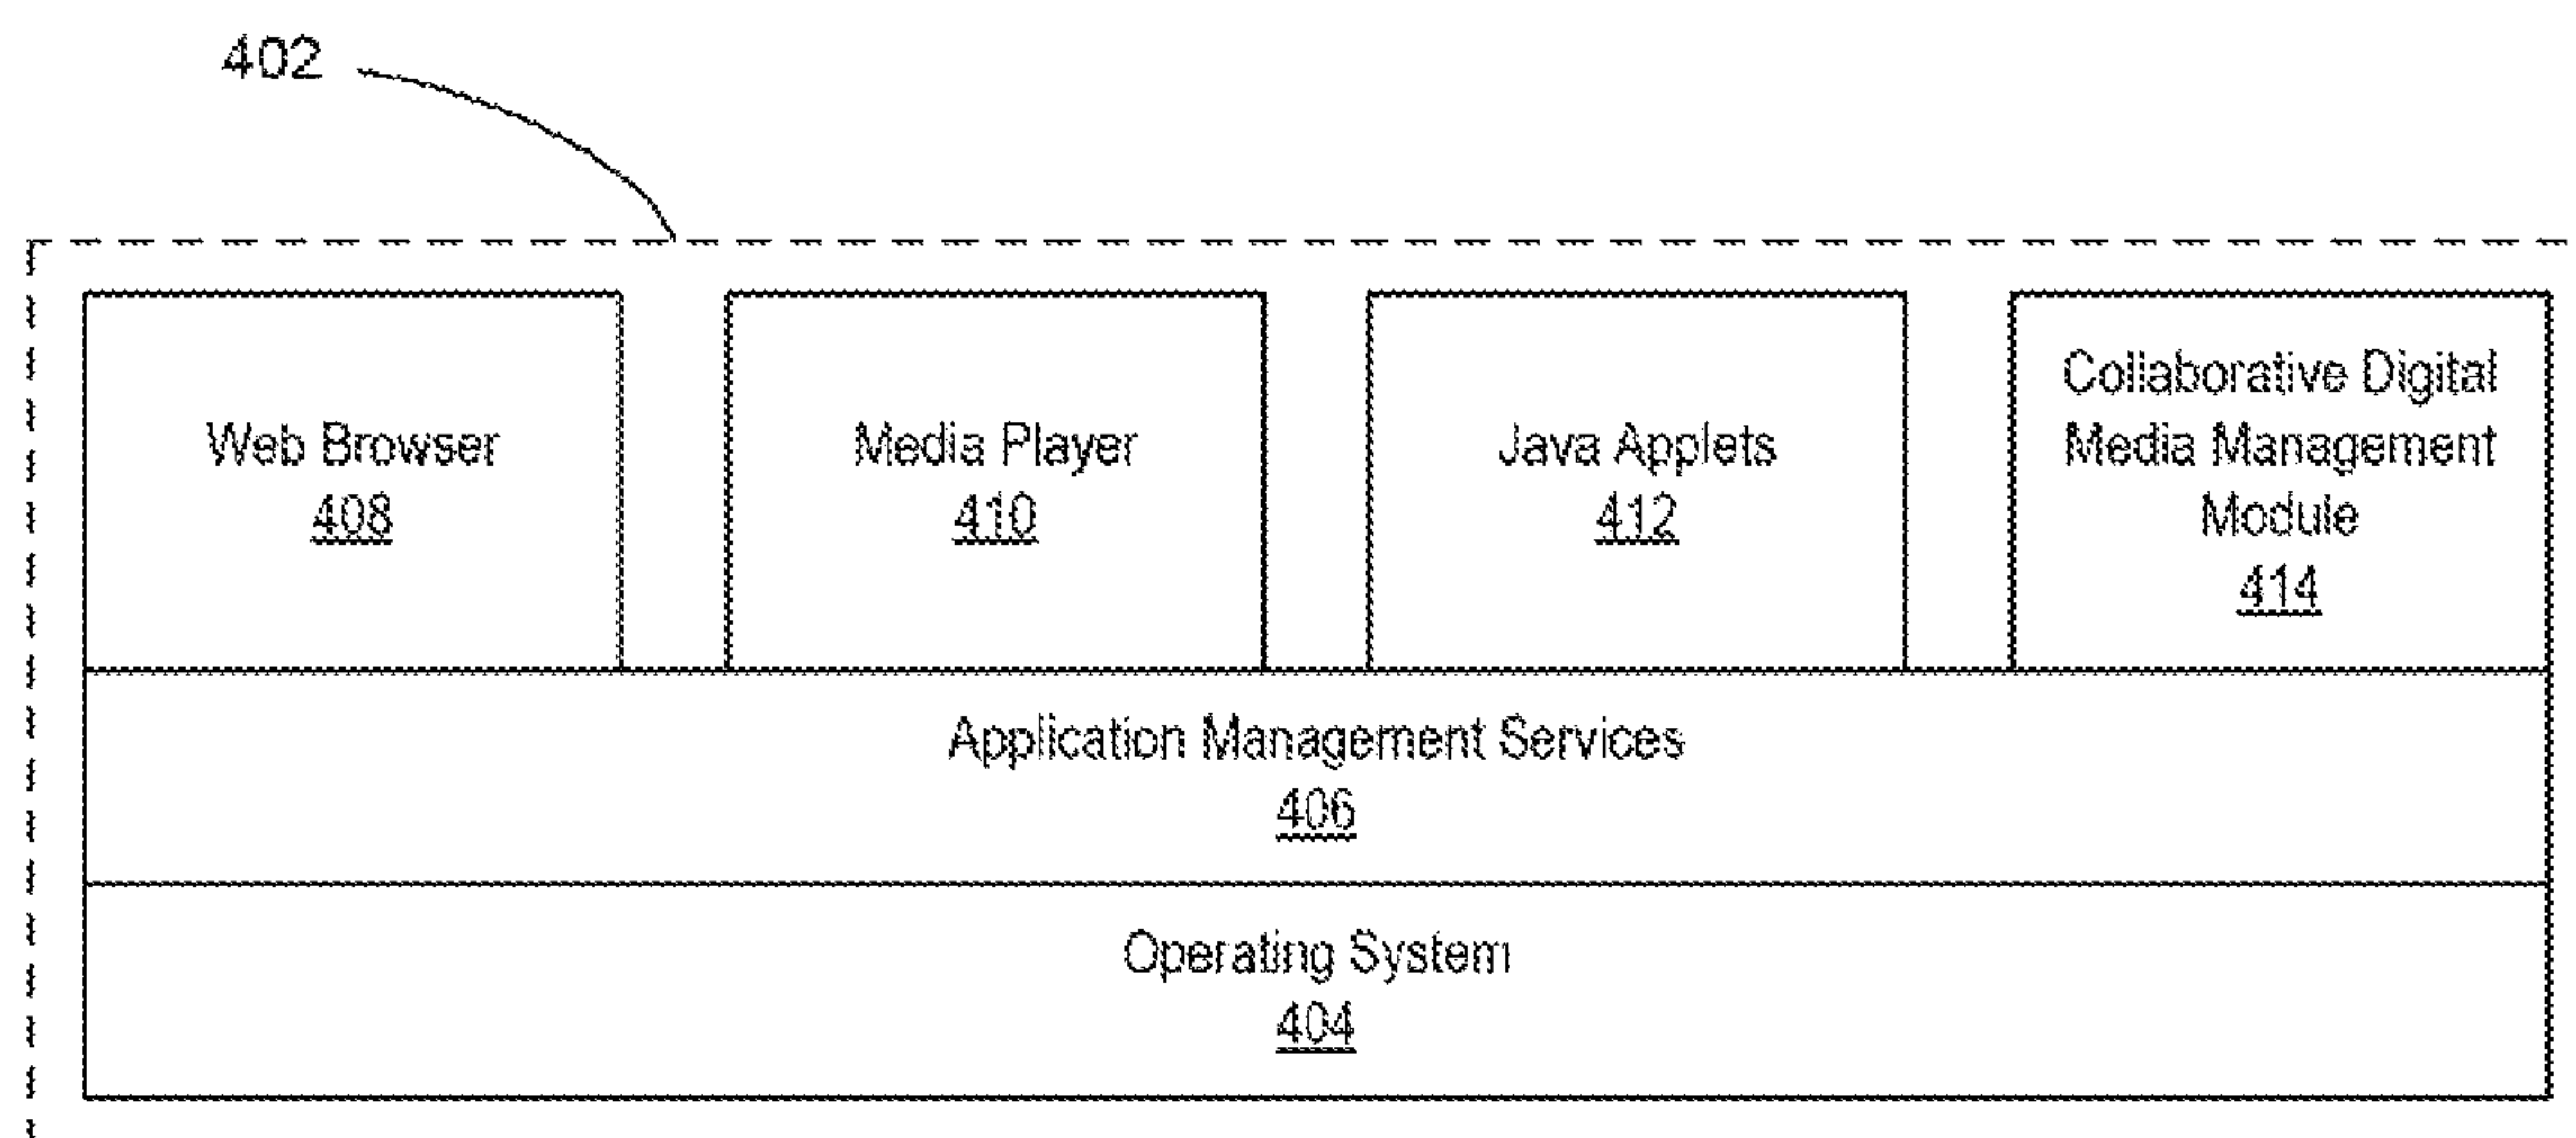 402
Web Browser
408
Media Player
410
Java Applets
412
Collaborative Digital
Media Management
Module
414
Application Management Services
406
Operating System
404